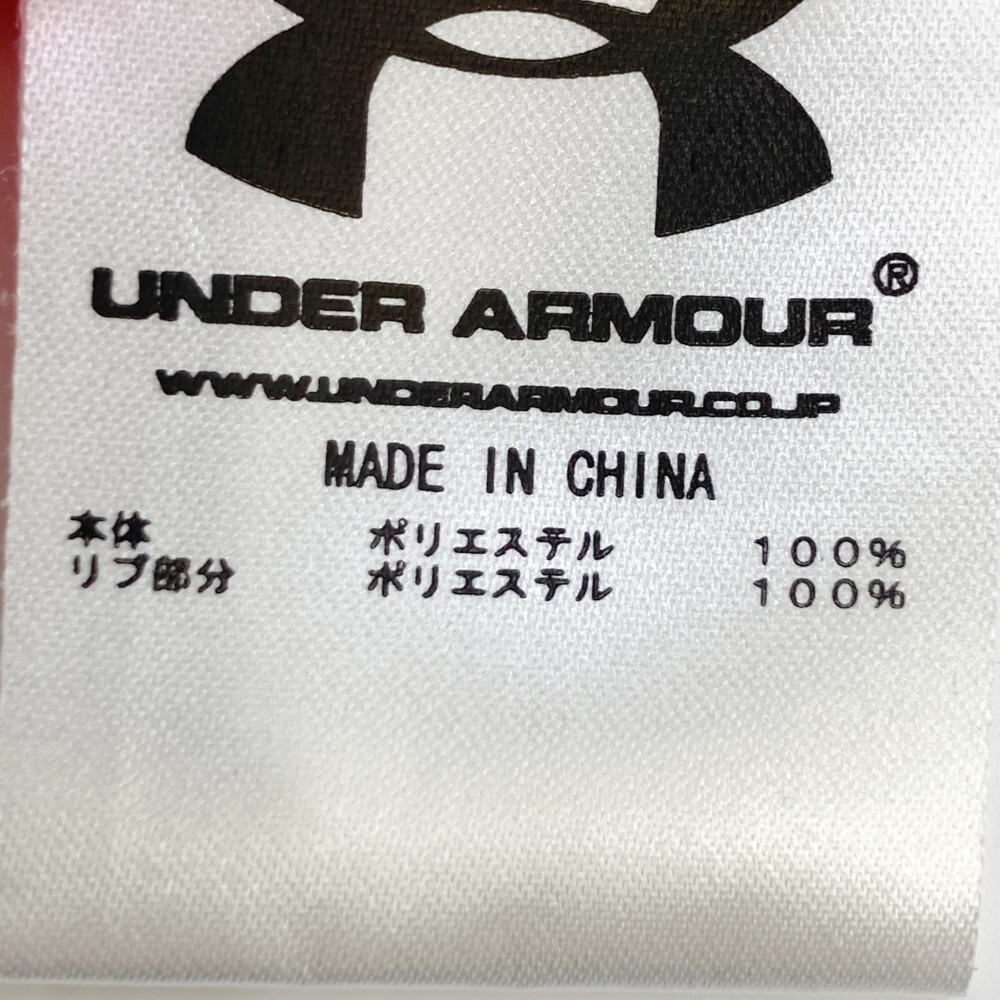 UNDER ARMOUR®
WWW.UNDERARMOUR.CO.JP
MADE IN CHINA
本体 ポリエステル 100%
リブ部分 ポリエステル 100%